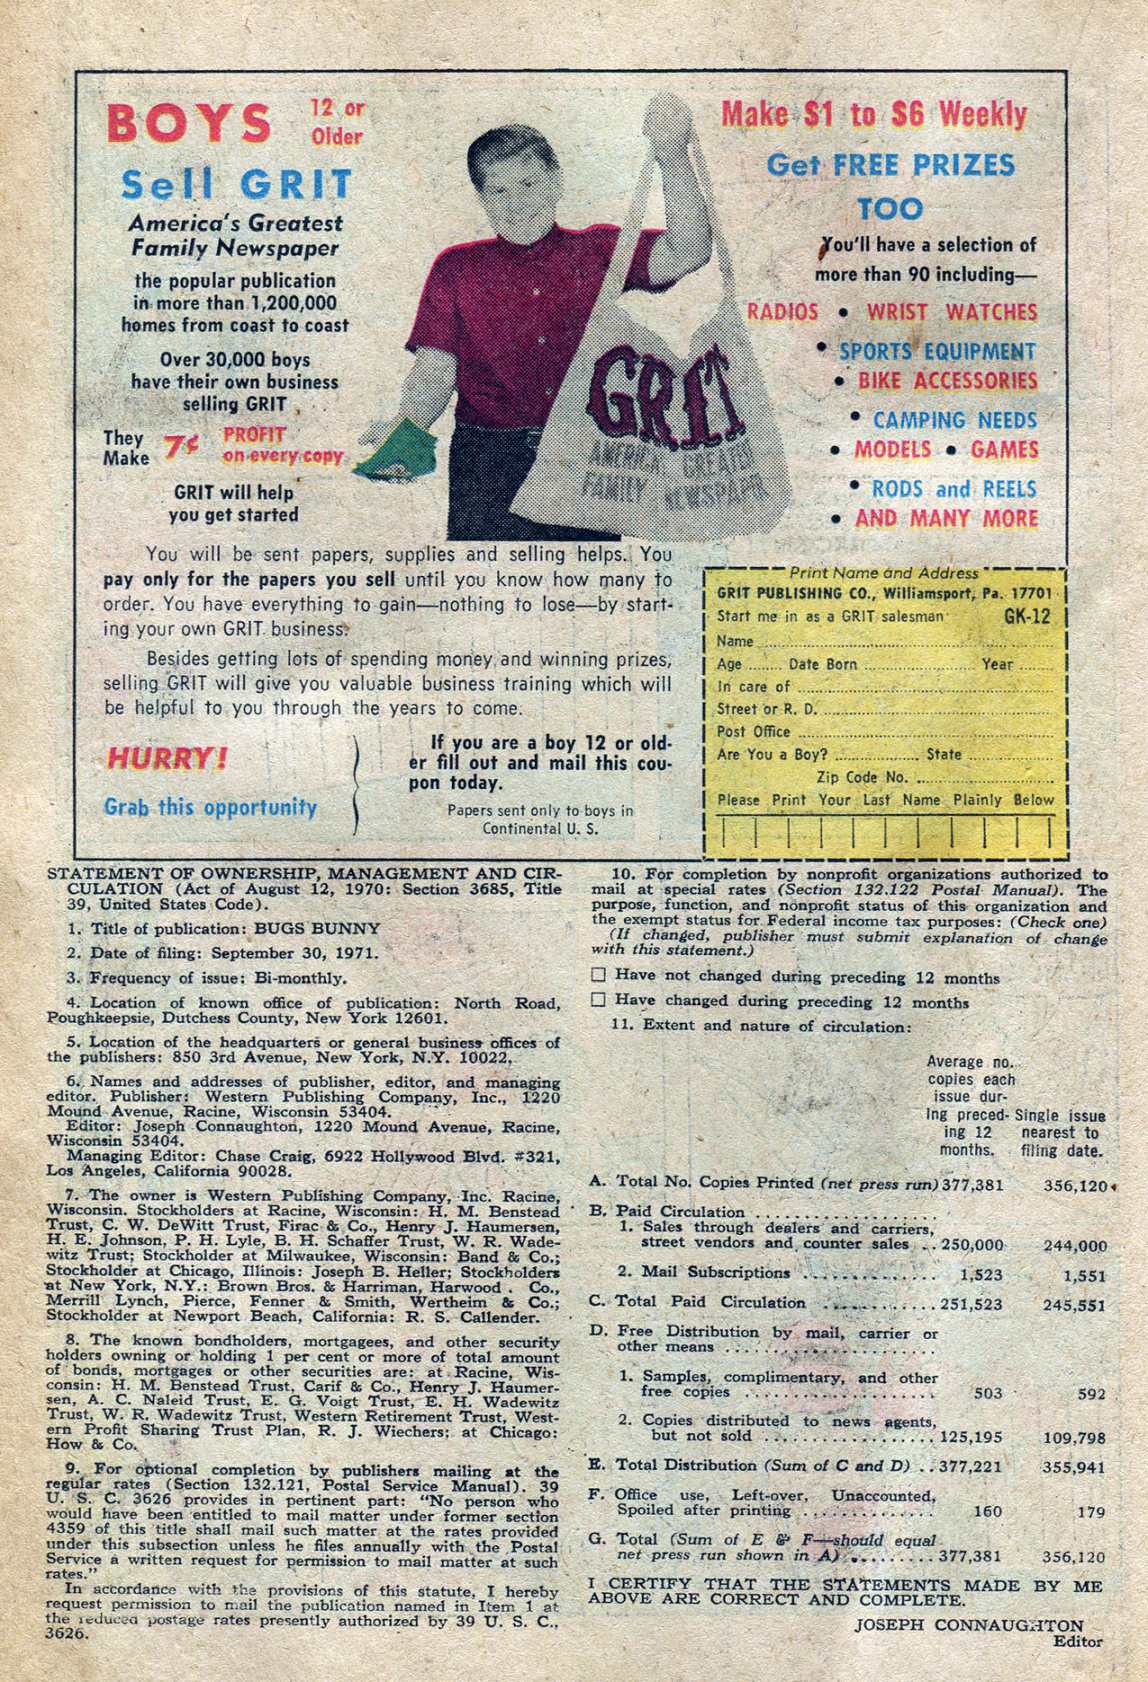 BOYS 12 or
Older
Sell GRIT
America's Greatest
Family Newspaper
the popular publication
in more than 1,200,000
homes from coast to coast
Over 30,000 boys
have their own business
selling GRIT
They
Make 7¢ PROFIT
on every copy
GRIT will help
you get started
GRIT
AMERICA'S GREATEST
FAMILY NEWSPAPER
Make $1 to $6 Weekly
Get FREE PRIZES
TOO
You'll have a selection of
more than 90 including—
RADIOS • WRIST WATCHES
• SPORTS EQUIPMENT
• BIKE ACCESSORIES
• CAMPING NEEDS
• MODELS • GAMES
• RODS and REELS
• AND MANY MORE
You will be sent papers, supplies and selling helps. You
pay only for the papers you sell until you know how many to
order. You have everything to gain—nothing to lose—by start-
ing your own GRIT business.
Besides getting lots of spending money and winning prizes,
selling GRIT will give you valuable business training which will
be helpful to you through the years to come.
HURRY!
Grab this opportunity
If you are a boy 12 or old-
er fill out and mail this cou-
pon today.
Papers sent only to boys in
Continental U. S.
Print Name and Address
GRIT PUBLISHING CO., Williamsport, Pa. 17701
Start me in as a GRIT salesman GK-12
Name
Age ....... Date Born ................... Year .......
In care of
Street or R. D.
Post Office
Are You a Boy? ................. State
Zip Code No.
Please Print Your Last Name Plainly Below
STATEMENT OF OWNERSHIP, MANAGEMENT AND CIR-
CULATION (Act of August 12, 1970: Section 3685, Title
39, United States Code).
1. Title of publication: BUGS BUNNY
2. Date of filing: September 30, 1971.
3. Frequency of issue: Bi-monthly.
4. Location of known office of publication: North Road,
Poughkeepsie, Dutchess County, New York 12601.
5. Location of the headquarters or general business offices of
the publishers: 850 3rd Avenue, New York, N.Y. 10022.
6. Names and addresses of publisher, editor, and managing
editor. Publisher: Western Publishing Company, Inc., 1220
Mound Avenue, Racine, Wisconsin 53404.
Editor: Joseph Connaughton, 1220 Mound Avenue, Racine,
Wisconsin 53404.
Managing Editor: Chase Craig, 6922 Hollywood Blvd. #321,
Los Angeles, California 90028.
7. The owner is Western Publishing Company, Inc. Racine,
Wisconsin. Stockholders at Racine, Wisconsin: H. M. Benstead
Trust, C. W. DeWitt Trust, Firac & Co., Henry J. Haumersen,
H. E. Johnson, P. H. Lyle, B. H. Schaffer Trust, W. R. Wade-
witz Trust; Stockholder at Milwaukee, Wisconsin: Band & Co.;
Stockholder at Chicago, Illinois: Joseph B. Heller; Stockholders
at New York, N.Y.: Brown Bros. & Harriman, Harwood . Co.,
Merrill Lynch, Pierce, Fenner & Smith, Wertheim & Co.;
Stockholder at Newport Beach, California: R. S. Callender.
8. The known bondholders, mortgagees, and other security
holders owning or holding 1 per cent or more of total amount
of bonds, mortgages or other securities are: at Racine, Wis-
consin: H. M. Benstead Trust, Carif & Co., Henry J. Haumer-
sen, A. C. Naleid Trust, E. G. Voigt Trust, E. H. Wadewitz
Trust, W. R. Wadewitz Trust, Western Retirement Trust, West-
ern Profit Sharing Trust Plan, R. J. Wiechers; at Chicago:
How & Co.
9. For optional completion by publishers mailing at the
regular rates (Section 132.121, Postal Service Manual). 39
U. S. C. 3626 provides in pertinent part: "No person who
would have been entitled to mail matter under former section
4359 of this title shall mail such matter at the rates provided
under this subsection unless he files annually with the Postal
Service a written request for permission to mail matter at such
rates."
In accordance with the provisions of this statute, I hereby
request permission to mail the publication named in Item 1 at
the reduced postage rates presently authorized by 39 U. S. C.,
3626.
10. For completion by nonprofit organizations authorized to
mail at special rates (Section 132.122 Postal Manual). The
purpose, function, and nonprofit status of this organization and
the exempt status for Federal income tax purposes: (Check one)
(If changed, publisher must submit explanation of change
with this statement.)
☐ Have not changed during preceding 12 months
☐ Have changed during preceding 12 months
11. Extent and nature of circulation:
Average no.
copies each
issue dur-
ing preced- Single issue
ing 12 nearest to
months. filing date.
A. Total No. Copies Printed (net press run) 377,381 356,120
B. Paid Circulation
1. Sales through dealers and carriers,
street vendors and counter sales .. 250,000 244,000
2. Mail Subscriptions .............. 1,523 1,551
C. Total Paid Circulation ............ 251,523 245,551
D. Free Distribution by mail, carrier or
other means
1. Samples, complimentary, and other
free copies .................... 503 592
2. Copies distributed to news agents,
but not sold .................. 125,195 109,798
E. Total Distribution (Sum of C and D) .. 377,221 355,941
F. Office use, Left-over, Unaccounted,
Spoiled after printing .............. 160 179
G. Total (Sum of E & F—should equal
net press run shown in A) ......... 377,381 356,120
I CERTIFY THAT THE STATEMENTS MADE BY ME
ABOVE ARE CORRECT AND COMPLETE.
JOSEPH CONNAUGHTON
Editor